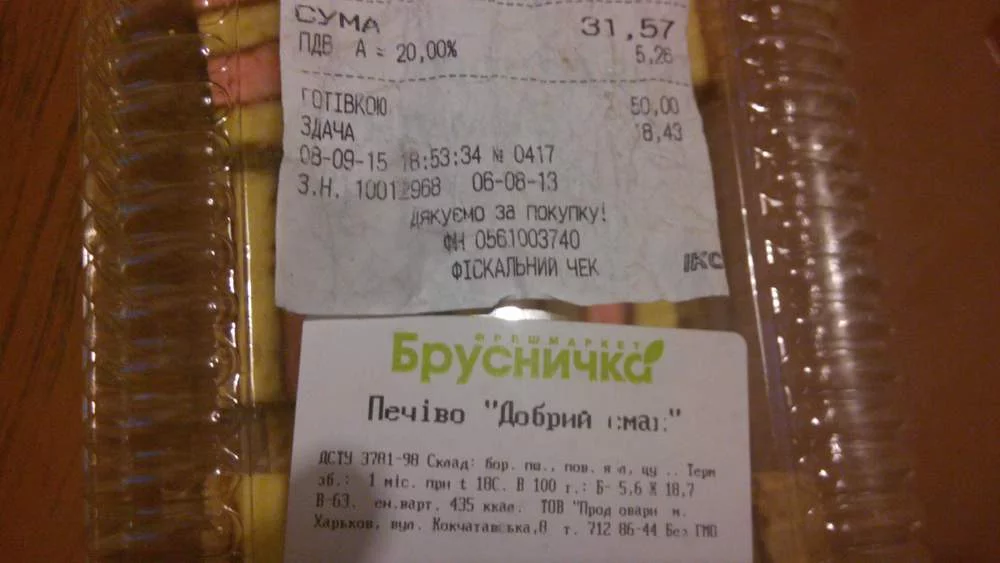 СУМА 31,57
ПДВ А = 20,00% 5,26
ГОТІВКОЮ 50,00
ЗДАЧА 18,43
08-09-15 18:53:34 № 0417
З.Н. 10012968 06-08-13
ДЯКУЄМО ЗА ПОКУПКУ!
ФН 0561003740
ФІСКАЛЬНИЙ ЧЕК ІКС
ФРЕШМАРКЕТ
Брусничка
Печіво "Добрий смак"
ДСТУ 3781-98 Склад: бор. пш., пов. Терм
зб.: 1 міс. при t 18С. В 100 г.: Б- 5,6 Ж 18,7
В-63. ен.варт. 435 ккал. ТОВ "Прод овари м.
Харьков, вул. Кокчатавська,8 т. 712 86-44 Без ГМО